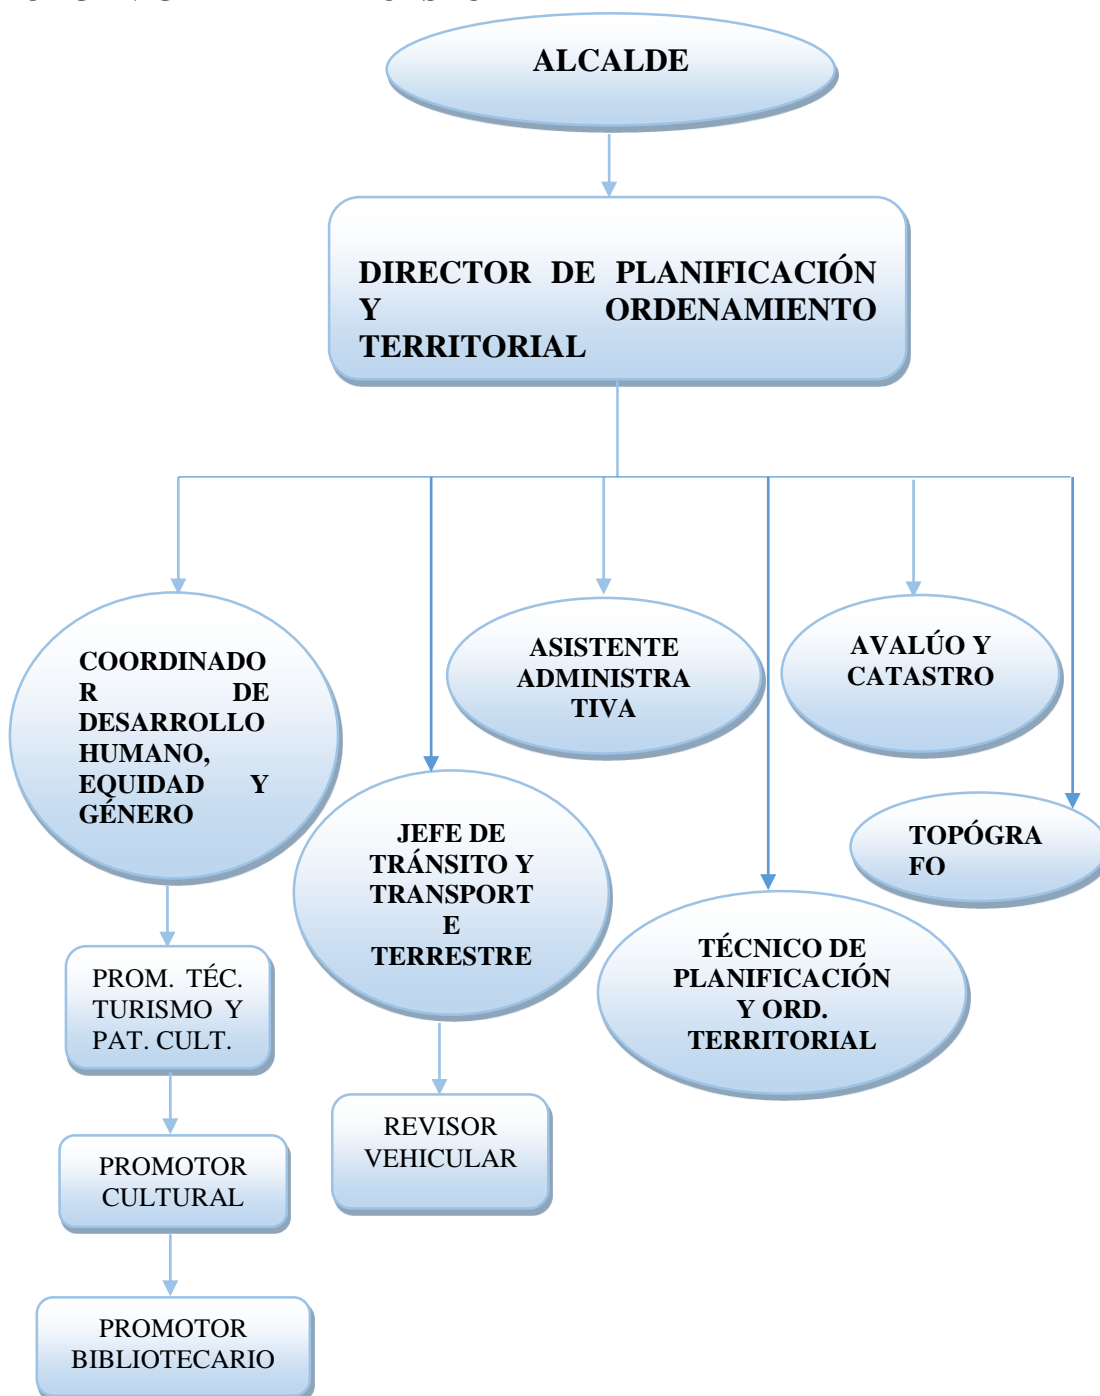 ALCALDE
DIRECTOR DE PLANIFICACIÓN
Y ORDENAMIENTO
TERRITORIAL
COORDINADO
R DE
DESARROLLO
HUMANO,
EQUIDAD Y
GÉNERO
ASISTENTE
ADMINISTRA
TIVA
AVALÚO Y
CATASTRO
JEFE DE
TRÁNSITO Y
TRANSPORT
E
TERRESTRE
TOPÓGRA
FO
TÉCNICO DE
PLANIFICACIÓN
Y ORD.
TERRITORIAL
PROM. TÉC.
TURISMO Y
PAT. CULT.
REVISOR
VEHICULAR
PROMOTOR
CULTURAL
PROMOTOR
BIBLIOTECARIO